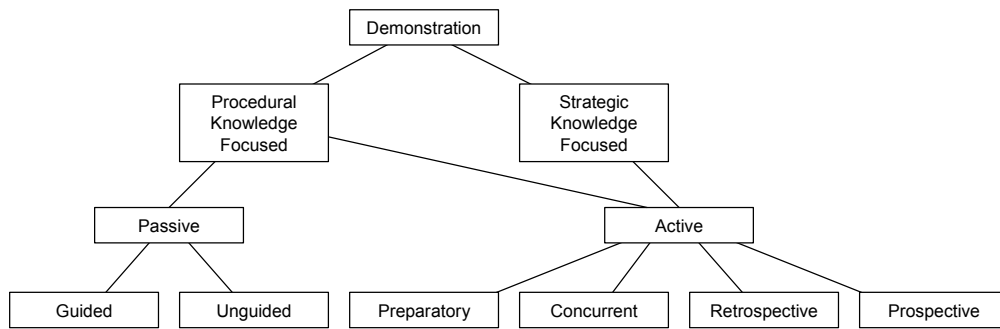 Demonstration
Procedural
Knowledge
Focused
Strategic
Knowledge
Focused
Passive
Active
Guided
Unguided
Preparatory
Concurrent
Retrospective
Prospective